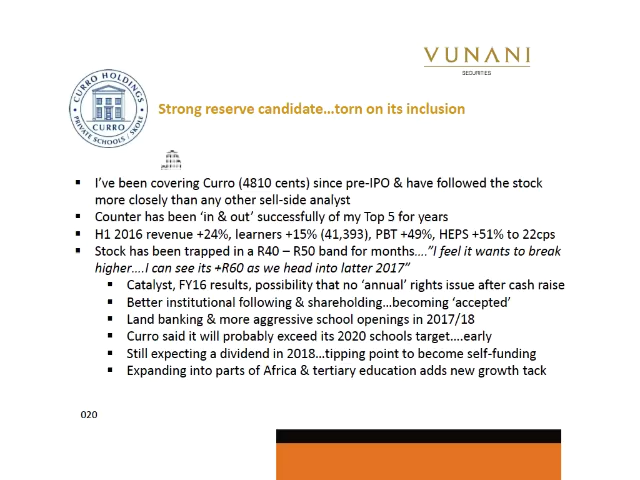 VUNANI
SECURITIES
CURRO HOLDINGS
CURRO
PRIVATE SCHOOLS / SKOLE
Strong reserve candidate...torn on its inclusion
▪ I've been covering Curro (4810 cents) since pre-IPO & have followed the stock
more closely than any other sell-side analyst
▪ Counter has been 'in & out' successfully of my Top 5 for years
▪ H1 2016 revenue +24%, learners +15% (41,393), PBT +49%, HEPS +51% to 22cps
▪ Stock has been trapped in a R40 – R50 band for months...."I feel it wants to break
higher....I can see its +R60 as we head into latter 2017"
▪ Catalyst, FY16 results, possibility that no 'annual' rights issue after cash raise
▪ Better institutional following & shareholding...becoming 'accepted'
▪ Land banking & more aggressive school openings in 2017/18
▪ Curro said it will probably exceed its 2020 schools target....early
▪ Still expecting a dividend in 2018...tipping point to become self-funding
▪ Expanding into parts of Africa & tertiary education adds new growth tack
020